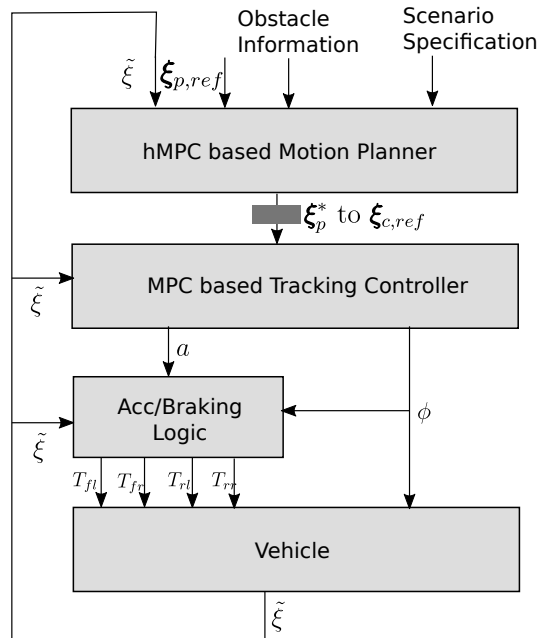 Obstacle
Information
Scenario
Specification
ξ̃ 𝝃_{p,ref}
hMPC based Motion Planner
𝝃_p^* to 𝝃_{c,ref}
MPC based Tracking Controller
ξ̃
a
Acc/Braking
Logic
ϕ
ξ̃
T_{fl} T_{fr} T_{rl} T_{rr}
Vehicle
ξ̃